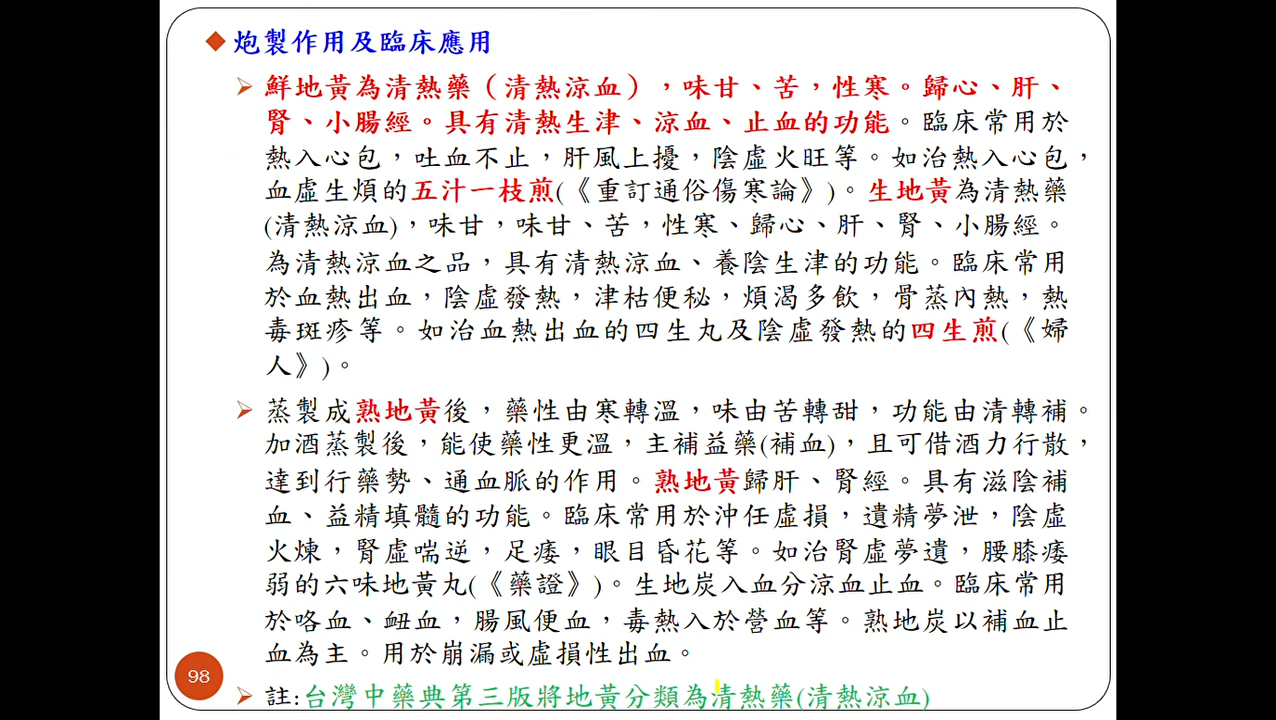 炮製作用及臨床應用
鮮地黃為清熱藥（清熱涼血），味甘、苦，性寒。歸心、肝、
腎、小腸經。具有清熱生津、涼血、止血的功能。臨床常用於
熱入心包，吐血不止，肝風上擾，陰虛火旺等。如治熱入心包，
血虛生煩的五汁一枝煎(《重訂通俗傷寒論》)。生地黃為清熱藥
(清熱涼血)，味甘，味甘、苦，性寒、歸心、肝、腎、小腸經。
為清熱涼血之品，具有清熱涼血、養陰生津的功能。臨床常用
於血熱出血，陰虛發熱，津枯便秘，煩渴多飲，骨蒸內熱，熱
毒斑疹等。如治血熱出血的四生丸及陰虛發熱的四生煎(《婦
人》)。
蒸製成熟地黃後，藥性由寒轉溫，味由苦轉甜，功能由清轉補。
加酒蒸製後，能使藥性更溫，主補益藥(補血)，且可借酒力行散，
達到行藥勢、通血脈的作用。熟地黃歸肝、腎經。具有滋陰補
血、益精填髓的功能。臨床常用於沖任虛損，遺精夢泄，陰虛
火煉，腎虛喘逆，足痿，眼目昏花等。如治腎虛夢遺，腰膝痿
弱的六味地黃丸(《藥證》)。生地炭入血分涼血止血。臨床常用
於咯血、衄血，腸風便血，毒熱入於營血等。熟地炭以補血止
血為主。用於崩漏或虛損性出血。
98
註:台灣中藥典第三版將地黃分類為清熱藥(清熱涼血)